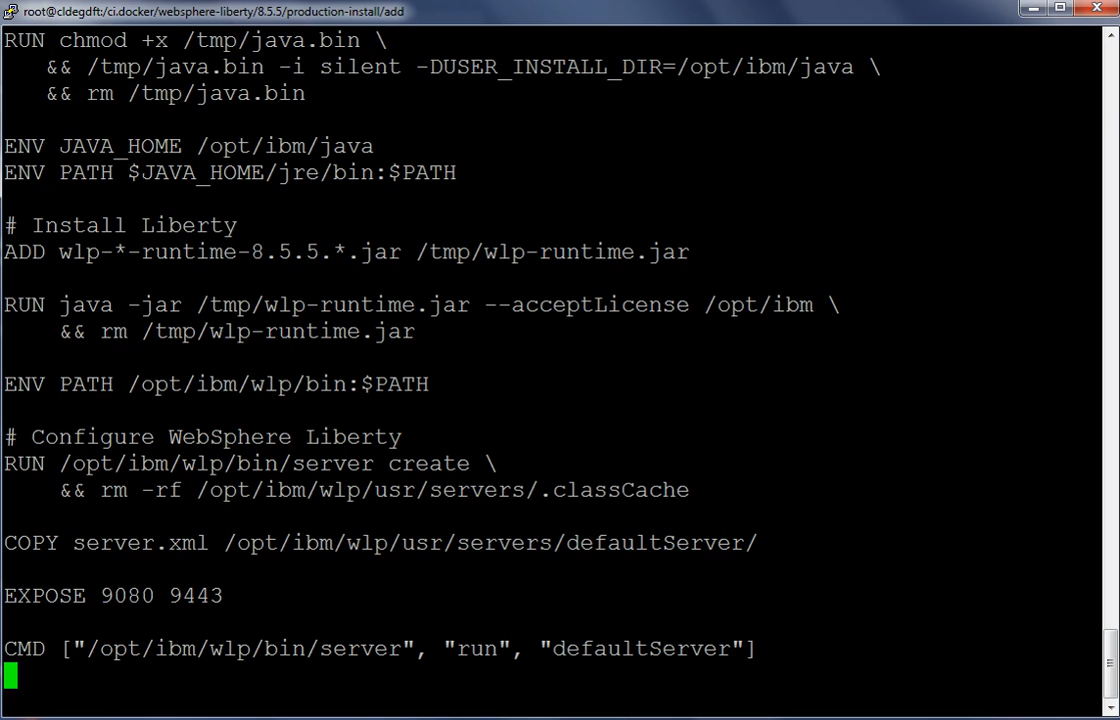 root@cldegdft:/ci.docker/websphere-liberty/8.5.5/production-install/add
RUN chmod +x /tmp/java.bin \
&& /tmp/java.bin -i silent -DUSER_INSTALL_DIR=/opt/ibm/java \
&& rm /tmp/java.bin
ENV JAVA_HOME /opt/ibm/java
ENV PATH $JAVA_HOME/jre/bin:$PATH
# Install Liberty
ADD wlp-*-runtime-8.5.5.*.jar /tmp/wlp-runtime.jar
RUN java -jar /tmp/wlp-runtime.jar --acceptLicense /opt/ibm \
&& rm /tmp/wlp-runtime.jar
ENV PATH /opt/ibm/wlp/bin:$PATH
# Configure WebSphere Liberty
RUN /opt/ibm/wlp/bin/server create \
&& rm -rf /opt/ibm/wlp/usr/servers/.classCache
COPY server.xml /opt/ibm/wlp/usr/servers/defaultServer/
EXPOSE 9080 9443
CMD ["/opt/ibm/wlp/bin/server", "run", "defaultServer"]